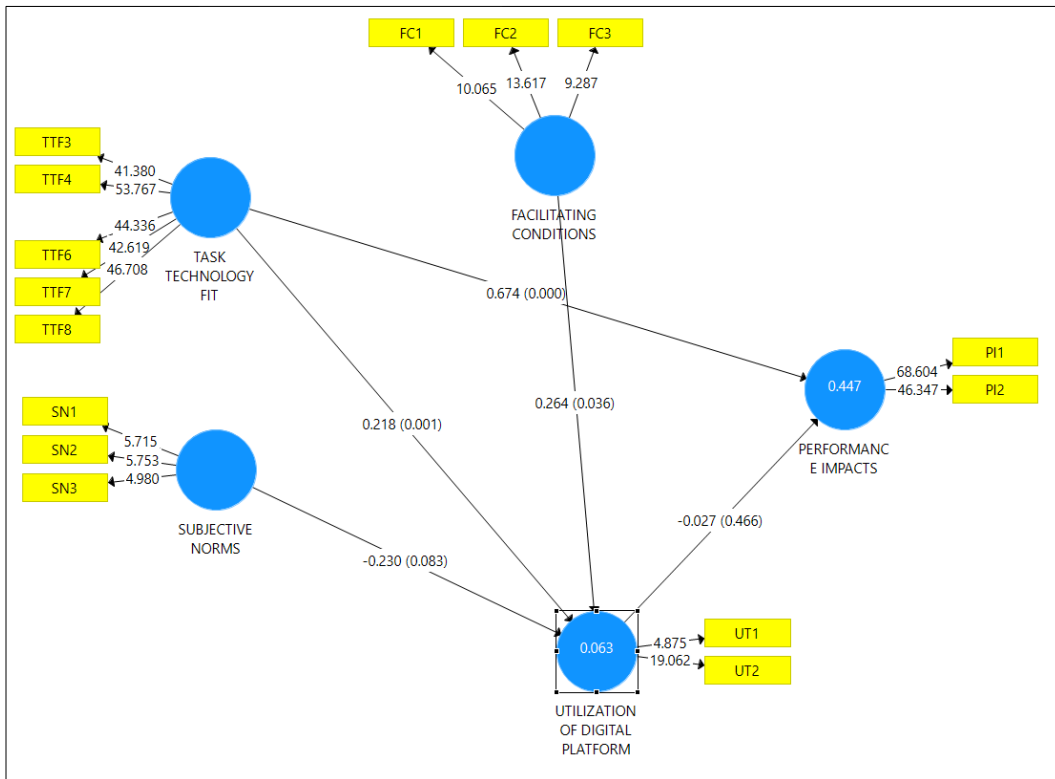 FC1
FC2
FC3
10.065
13.617
9.287
TTF3
TTF4
TTF6
TTF7
TTF8
41.380
53.767
44.336
42.619
46.708
TASK
TECHNOLOGY
FIT
FACILITATING
CONDITIONS
0.674 (0.000)
0.264 (0.036)
0.218 (0.001)
SN1
SN2
SN3
5.715
5.753
4.980
SUBJECTIVE
NORMS
-0.230 (0.083)
0.447
PERFORMANC
E IMPACTS
68.604
46.347
PI1
PI2
-0.027 (0.466)
0.063
UTILIZATION
OF DIGITAL
PLATFORM
4.875
19.062
UT1
UT2